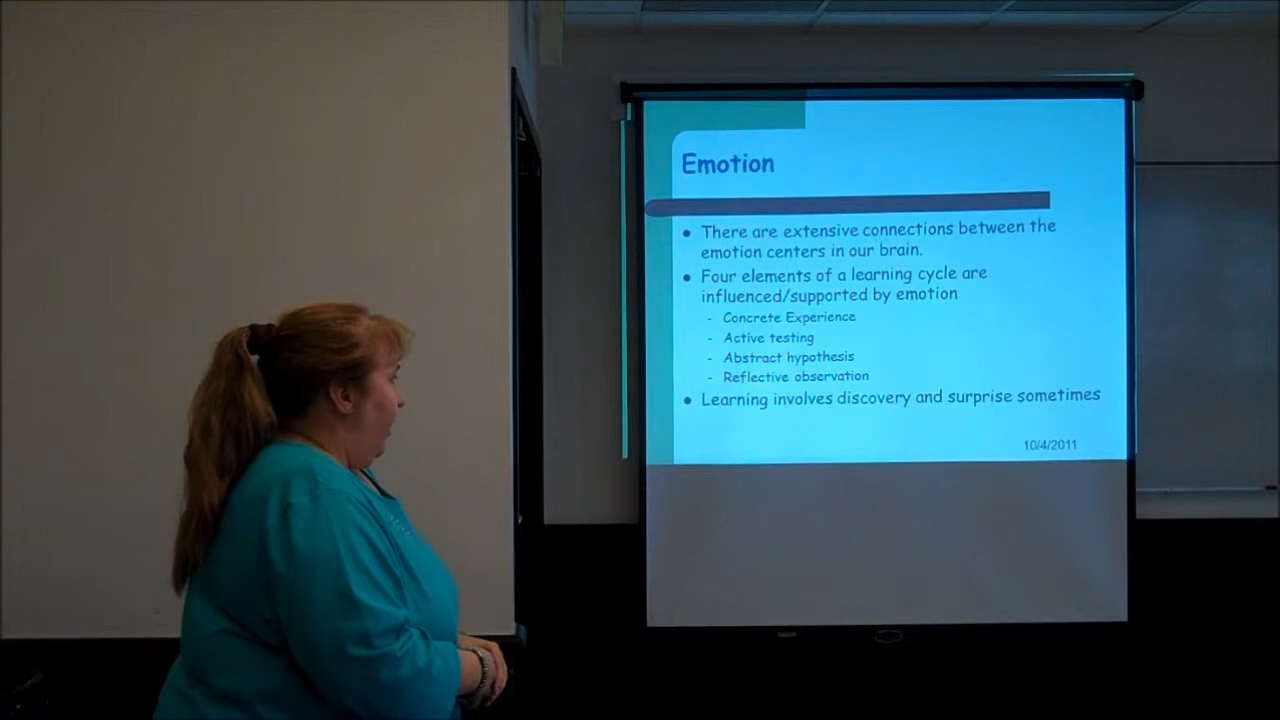 Emotion
● There are extensive connections between the
emotion centers in our brain.
● Four elements of a learning cycle are
influenced/supported by emotion
- Concrete Experience
- Active testing
- Abstract hypothesis
- Reflective observation
● Learning involves discovery and surprise sometimes
10/4/2011